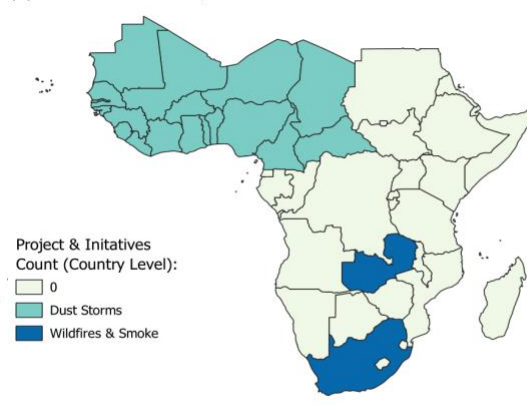 Project & Initatives
Count (Country Level):
0
Dust Storms
Wildfires & Smoke